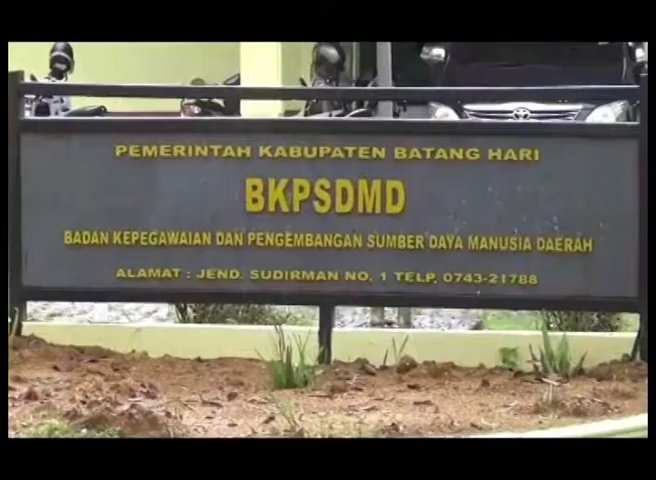 PEMERINTAH KABUPATEN BATANG HARI
BKPSDMD
BADAN KEPEGAWAIAN DAN PENGEMBANGAN SUMBER DAYA MANUSIA DAERAH
ALAMAT : JEND. SUDIRMAN NO. 1 TELP. 0743-21788